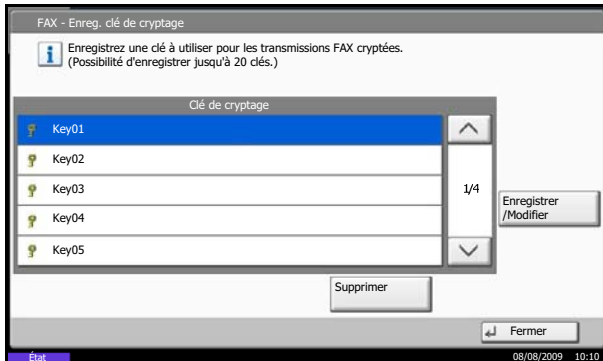 FAX - Enreg. clé de cryptage
Enregistrez une clé à utiliser pour les transmissions FAX cryptées.
(Possibilité d'enregistrer jusqu'à 20 clés.)
Clé de cryptage
Key01
Key02
Key03
1/4
Key04
Key05
Enregistrer
/Modifier
Supprimer
Fermer
État
08/08/2009 10:10